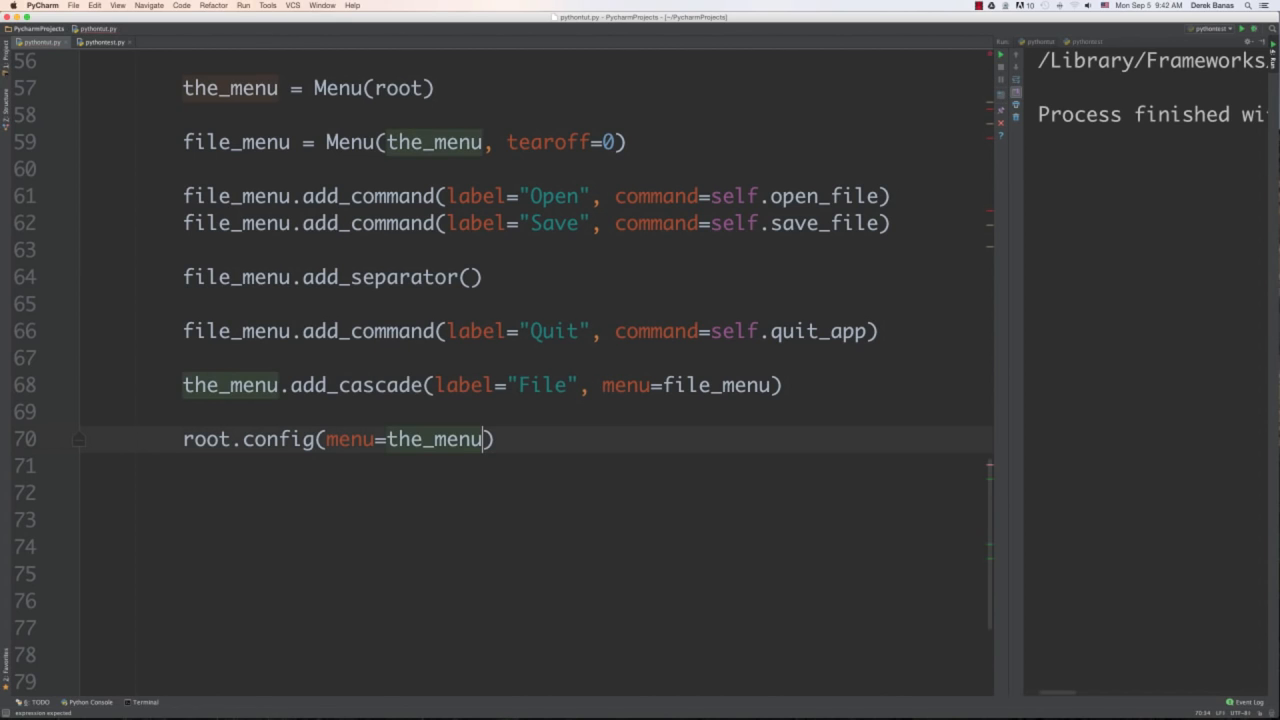 PyCharm File Edit View Navigate Code Refactor Run Tools VCS Window Help
10 Mon Sep 5 9:42 AM Derek Banas
pythontut.py - PycharmProjects - [~/PycharmProjects]
PycharmProjects pythontut.py
pythontest
pythontut.py pythontest.py
Run: pythontut pythontest
1: Project
Structure
2: Favorites
Run
56
57 the_menu = Menu(root)
58
59 file_menu = Menu(the_menu, tearoff=0)
60
61 file_menu.add_command(label="Open", command=self.open_file)
62 file_menu.add_command(label="Save", command=self.save_file)
63
64 file_menu.add_separator()
65
66 file_menu.add_command(label="Quit", command=self.quit_app)
67
68 the_menu.add_cascade(label="File", menu=file_menu)
69
70 root.config(menu=the_menu)
71
72
73
74
75
76
77
78
79
/Library/Frameworks
Process finished wi
6: TODO Python Console Terminal
Event Log
expression expected
70:34 LF÷ UTF-8÷